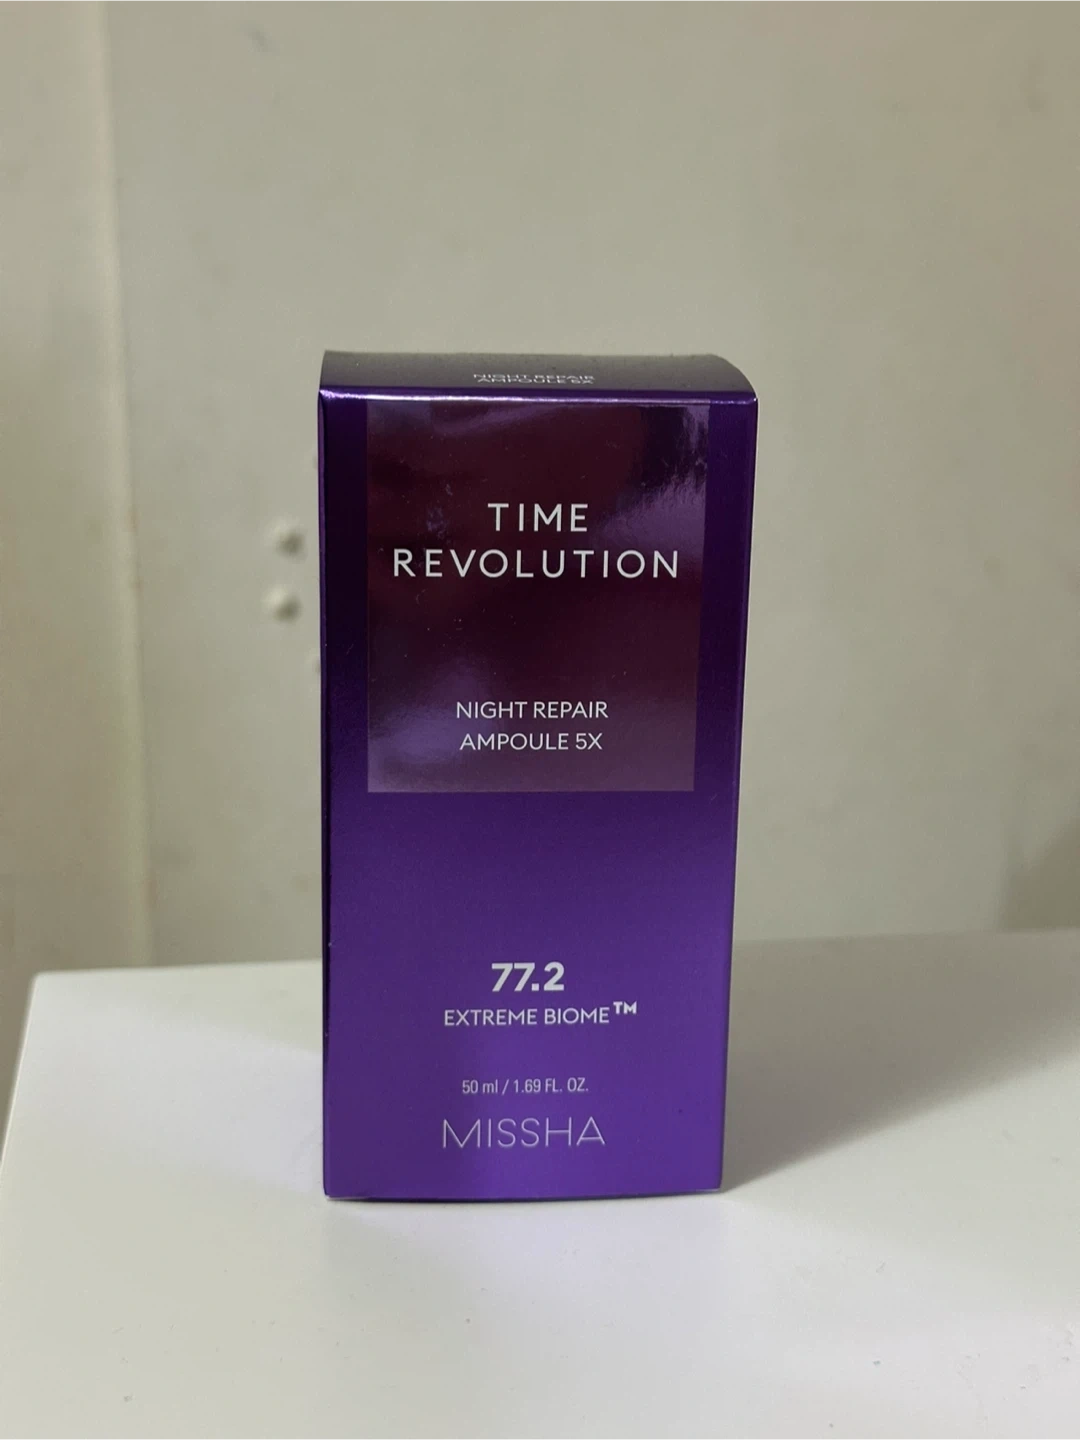 NIGHT REPAIR
AMPOULE 5X
TIME
REVOLUTION
NIGHT REPAIR
AMPOULE 5X
77.2
EXTREME BIOME™
50 ml / 1.69 FL. OZ.
MISSHA